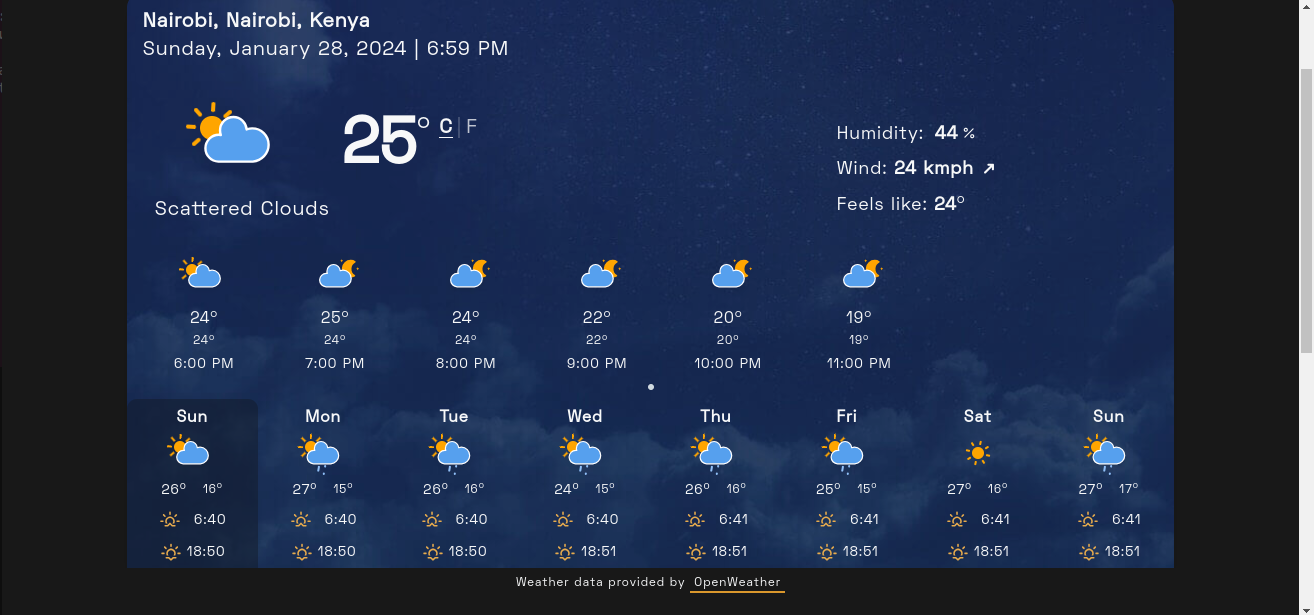 Nairobi, Nairobi, Kenya
Sunday, January 28, 2024 | 6:59 PM
25° C | F
Humidity: 44 %
Wind: 24 kmph ↗
Feels like: 24°
Scattered Clouds
24° 25° 24° 22° 20° 19°
24° 24° 24° 22° 20° 19°
6:00 PM 7:00 PM 8:00 PM 9:00 PM 10:00 PM 11:00 PM
Sun Mon Tue Wed Thu Fri Sat Sun
26° 16° 27° 15° 26° 16° 24° 15° 26° 16° 25° 15° 27° 16° 27° 17°
6:40 6:40 6:40 6:40 6:41 6:41 6:41 6:41
18:50 18:50 18:50 18:51 18:51 18:51 18:51 18:51
Weather data provided by OpenWeather